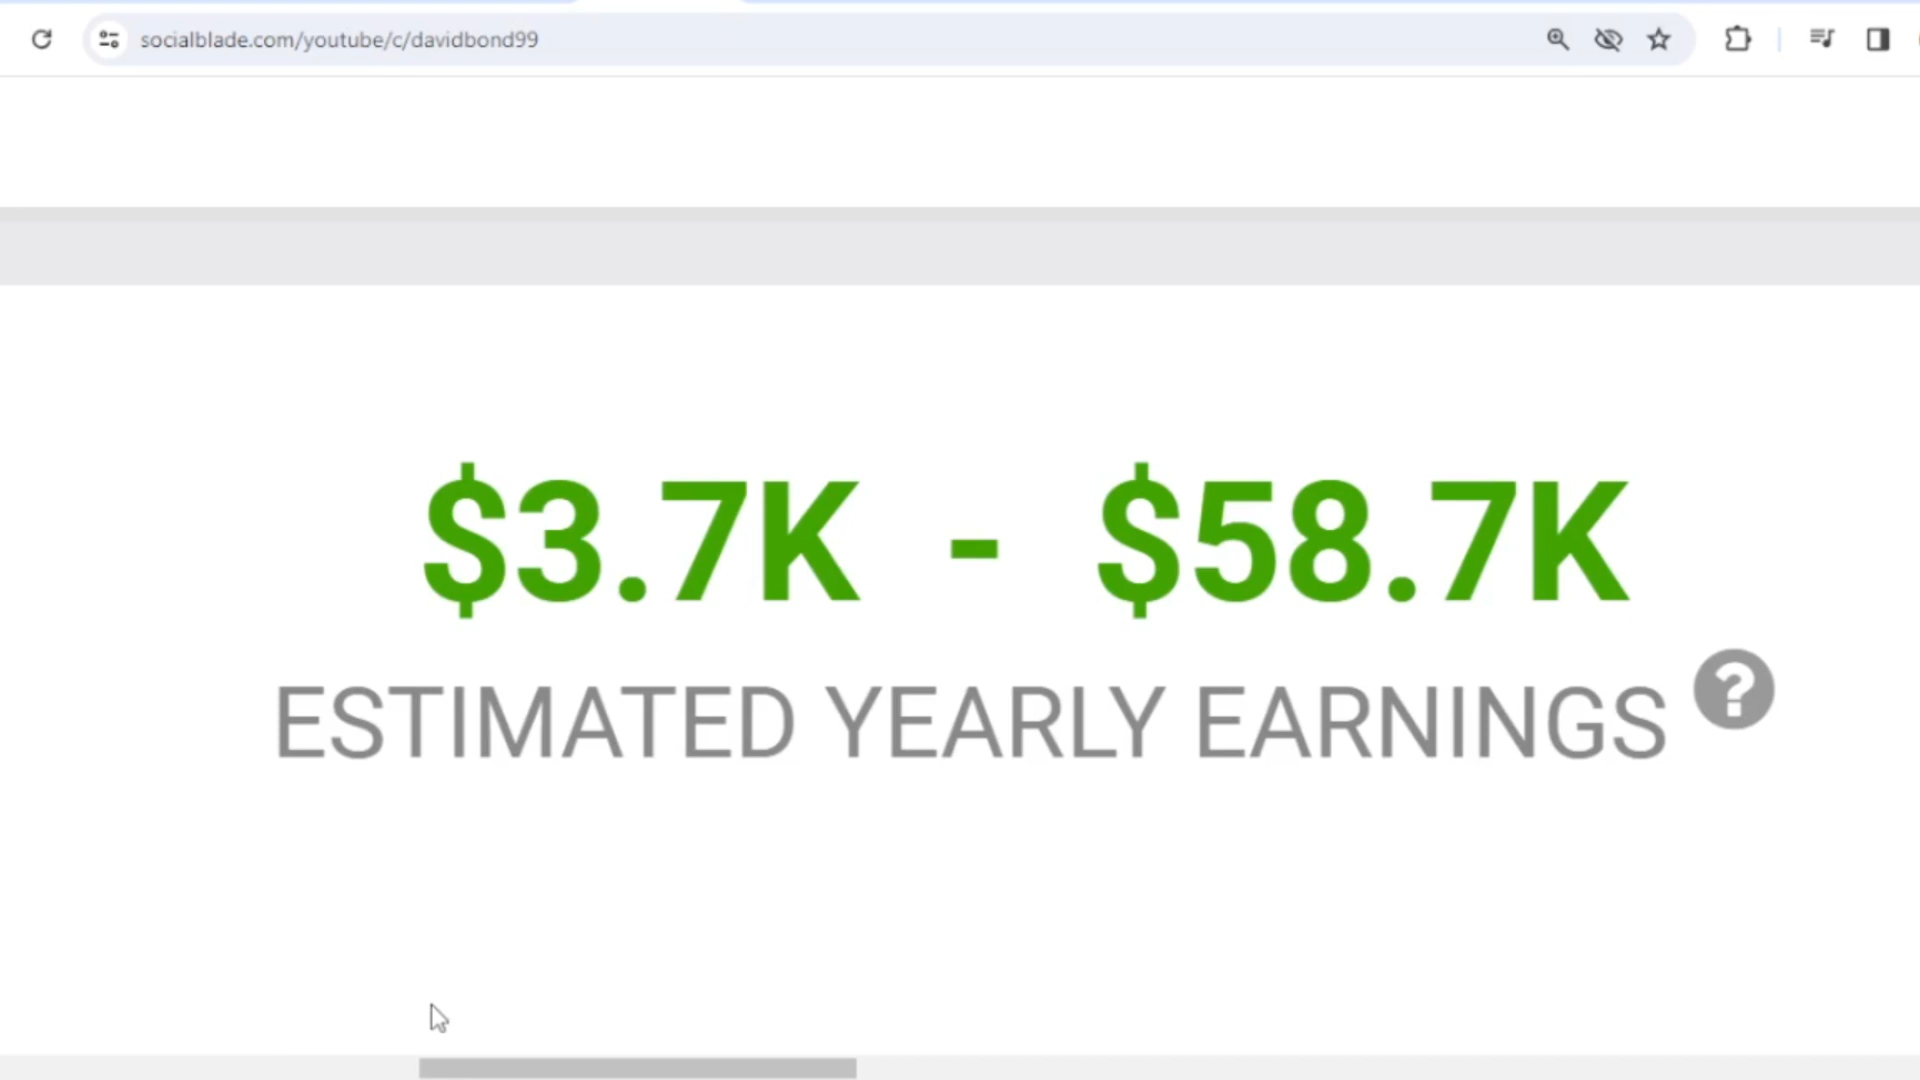 socialblade.com/youtube/c/davidbond99
$3.7K - $58.7K
ESTIMATED YEARLY EARNINGS ?